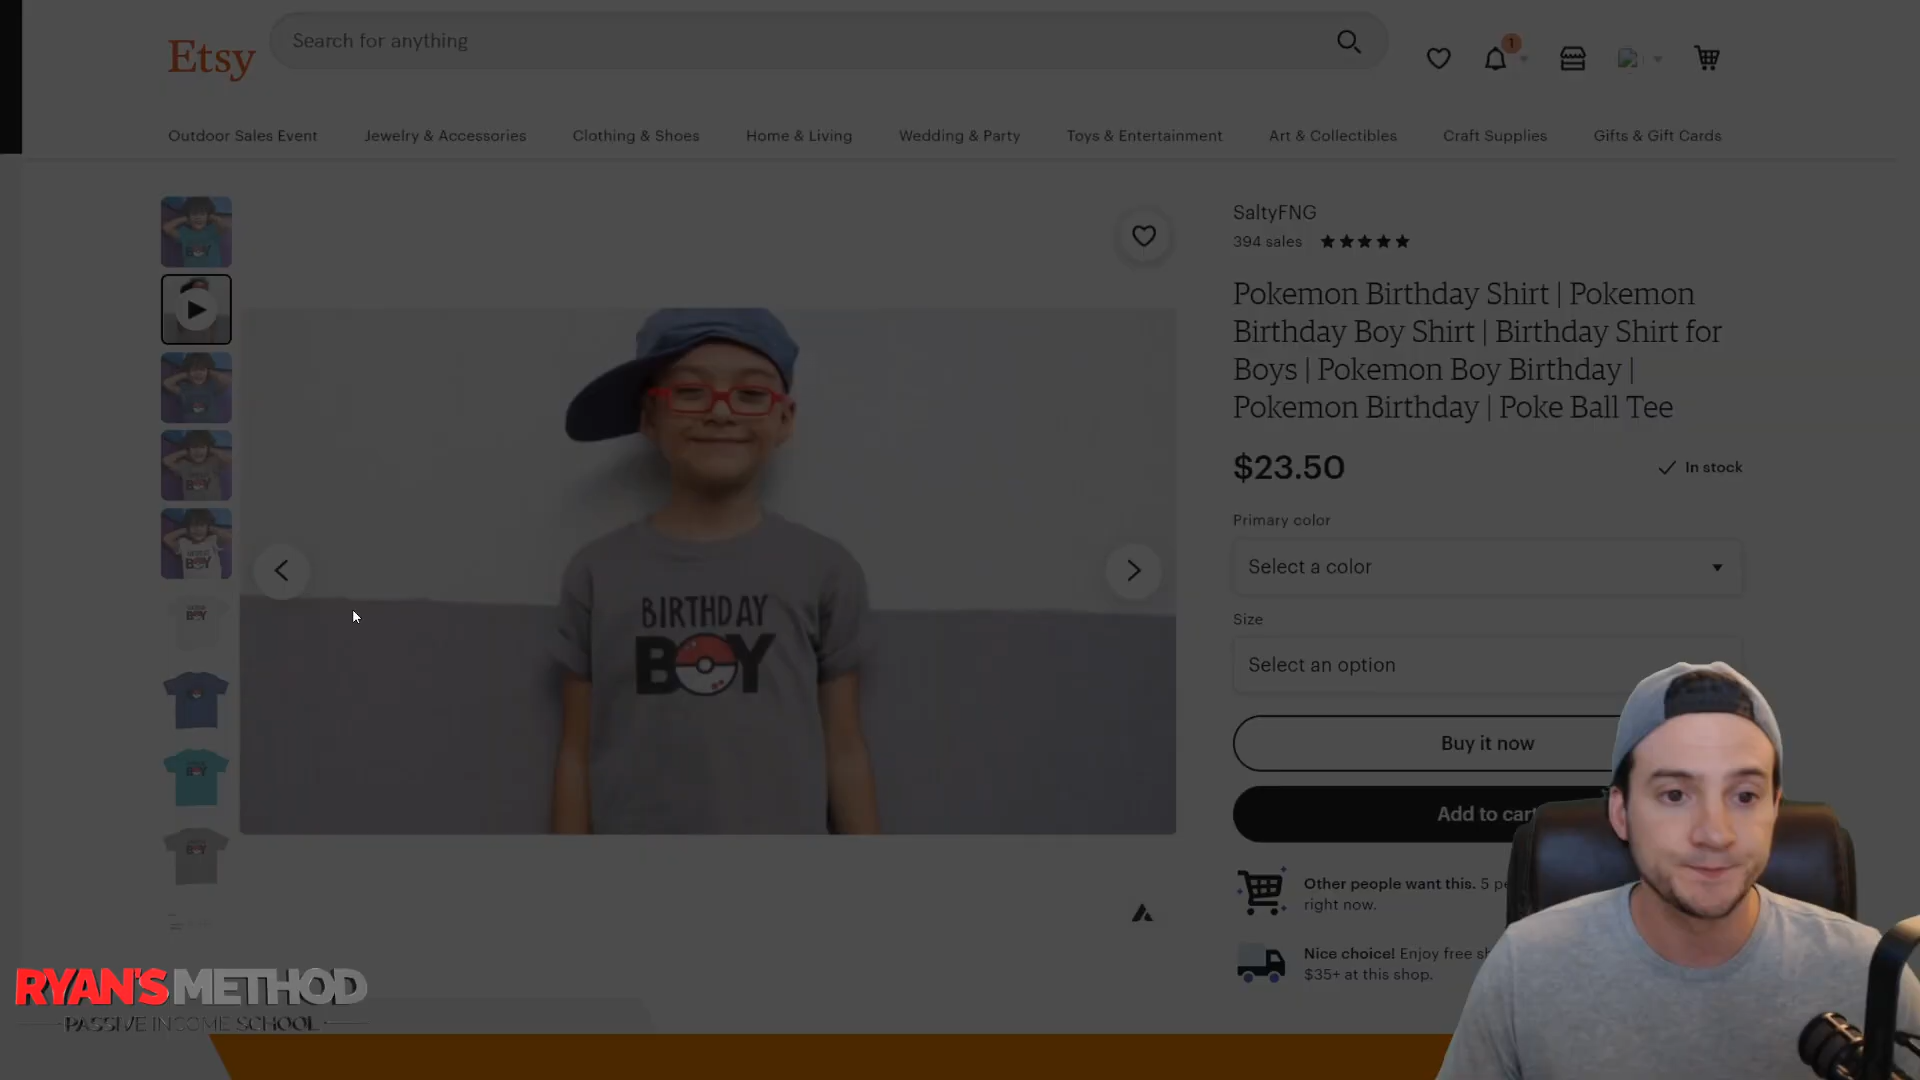 Etsy
Search for anything
1
Outdoor Sales Event
Jewelry & Accessories
Clothing & Shoes
Home & Living
Wedding & Party
Toys & Entertainment
Art & Collectibles
Craft Supplies
Gifts & Gift Cards
SaltyFNG
394 sales
Pokemon Birthday Shirt | Pokemon
Birthday Boy Shirt | Birthday Shirt for
Boys | Pokemon Boy Birthday |
Pokemon Birthday | Poke Ball Tee
$23.50
In stock
Primary color
Select a color
Size
Select an option
Buy it now
Add to cart
Other people want this. 5
right now.
Nice choice! Enjoy free
$35+ at this shop.
BIRTHDAY
BOY
RYAN'S METHOD
PASSIVE INCOME SCHOOL